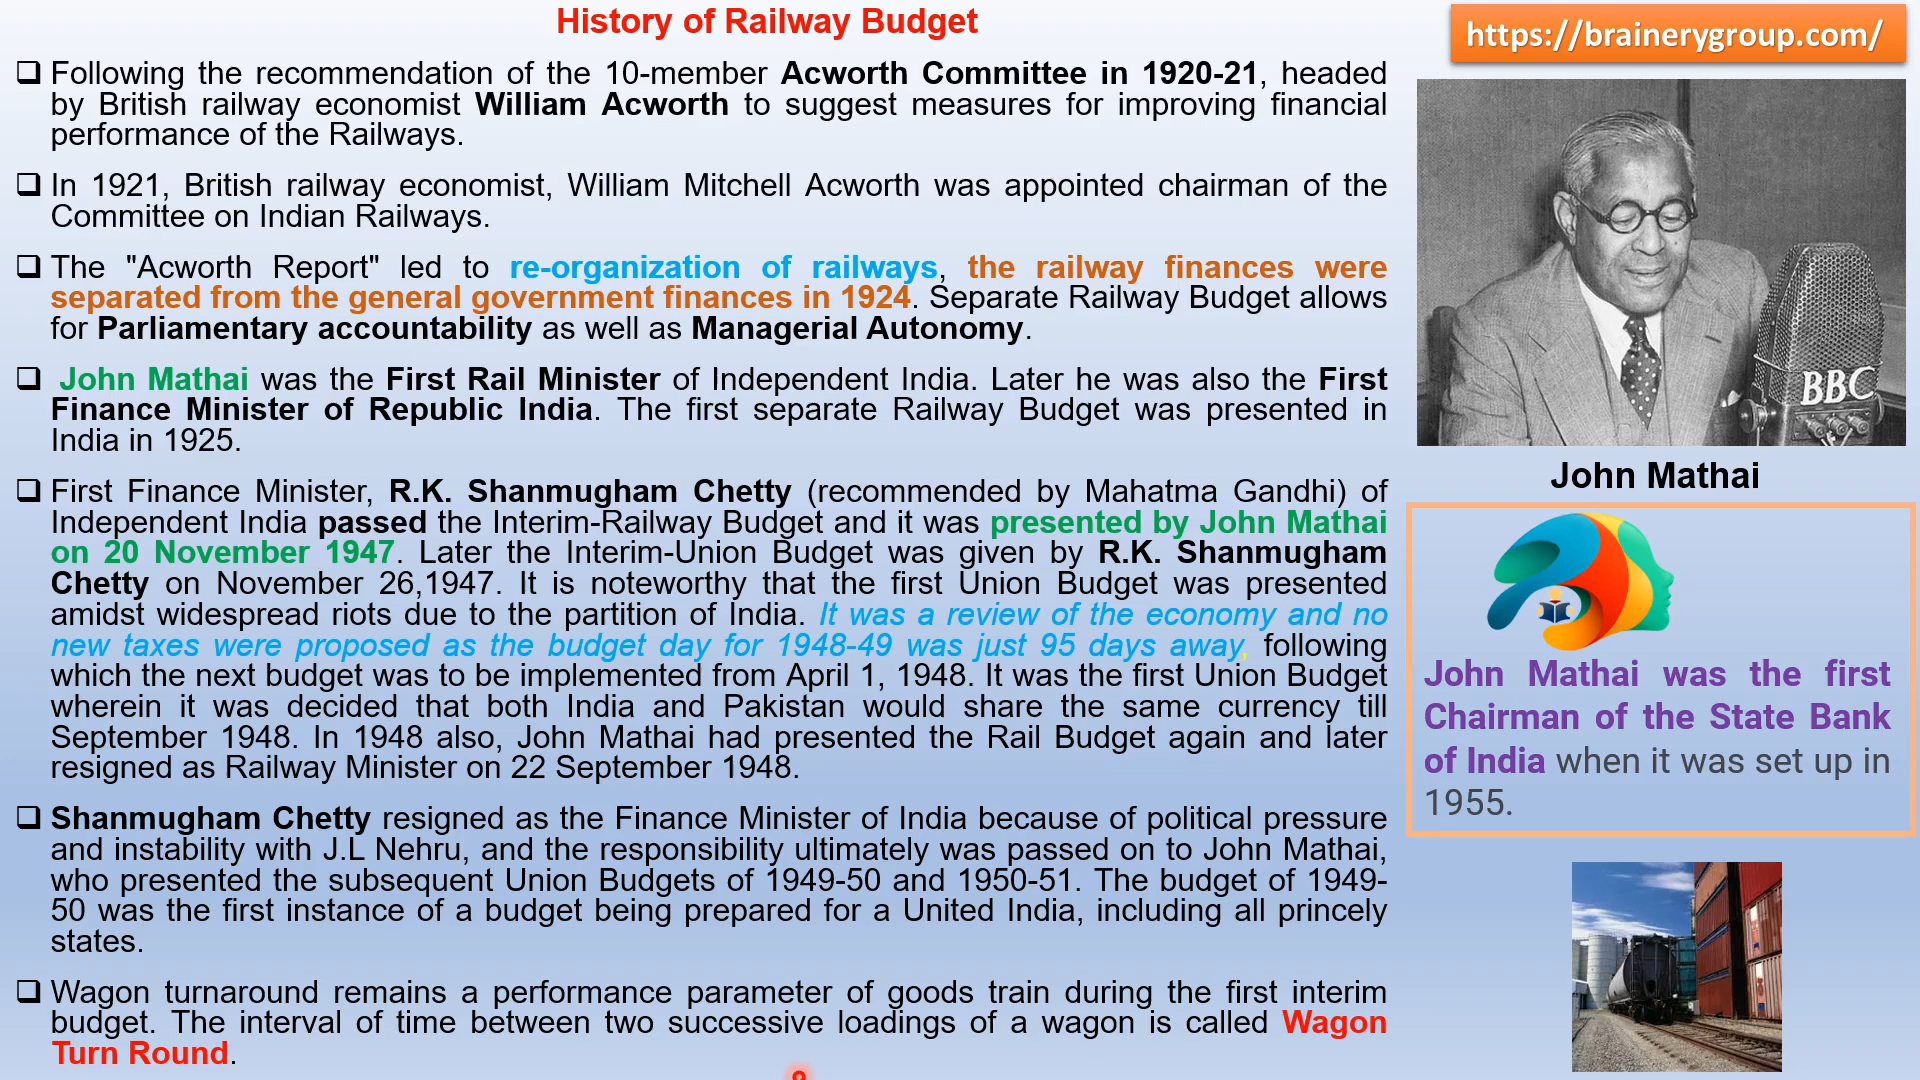 History of Railway Budget
https://brainerygroup.com/
Following the recommendation of the 10-member Acworth Committee in 1920-21, headed
by British railway economist William Acworth to suggest measures for improving financial
performance of the Railways.
In 1921, British railway economist, William Mitchell Acworth was appointed chairman of the
Committee on Indian Railways.
The "Acworth Report" led to re-organization of railways, the railway finances were
separated from the general government finances in 1924. Separate Railway Budget allows
for Parliamentary accountability as well as Managerial Autonomy.
John Mathai was the First Rail Minister of Independent India. Later he was also the First
Finance Minister of Republic India. The first separate Railway Budget was presented in
India in 1925.
First Finance Minister, R.K. Shanmugham Chetty (recommended by Mahatma Gandhi) of
Independent India passed the Interim-Railway Budget and it was presented by John Mathai
on 20 November 1947. Later the Interim-Union Budget was given by R.K. Shanmugham
Chetty on November 26,1947. It is noteworthy that the first Union Budget was presented
amidst widespread riots due to the partition of India. It was a review of the economy and no
new taxes were proposed as the budget day for 1948-49 was just 95 days away, following
which the next budget was to be implemented from April 1, 1948. It was the first Union Budget
wherein it was decided that both India and Pakistan would share the same currency till
September 1948. In 1948 also, John Mathai had presented the Rail Budget again and later
resigned as Railway Minister on 22 September 1948.
Shanmugham Chetty resigned as the Finance Minister of India because of political pressure
and instability with J.L Nehru, and the responsibility ultimately was passed on to John Mathai,
who presented the subsequent Union Budgets of 1949-50 and 1950-51. The budget of 1949-
50 was the first instance of a budget being prepared for a United India, including all princely
states.
Wagon turnaround remains a performance parameter of goods train during the first interim
budget. The interval of time between two successive loadings of a wagon is called Wagon
Turn Round.
BBC
John Mathai
John Mathai was the first
Chairman of the State Bank
of India when it was set up in
1955.